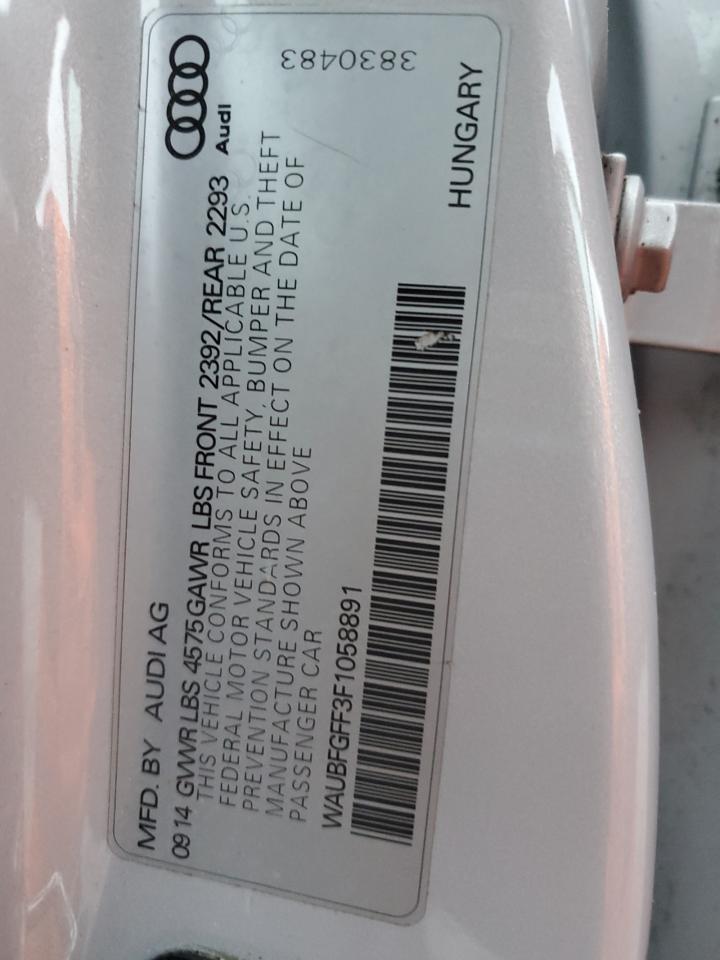 MFD. BY AUDI AG
0914 GVWR LBS 4575 GAWR LBS FRONT 2392/REAR 2293
THIS VEHICLE CONFORMS TO ALL APPLICABLE U.S.
FEDERAL MOTOR VEHICLE SAFETY, BUMPER AND THEFT
PREVENTION STANDARDS IN EFFECT ON THE DATE OF
MANUFACTURE SHOWN ABOVE
PASSENGER CAR
WAUBFGFF3F1058891
Audi
HUNGARY
3830483